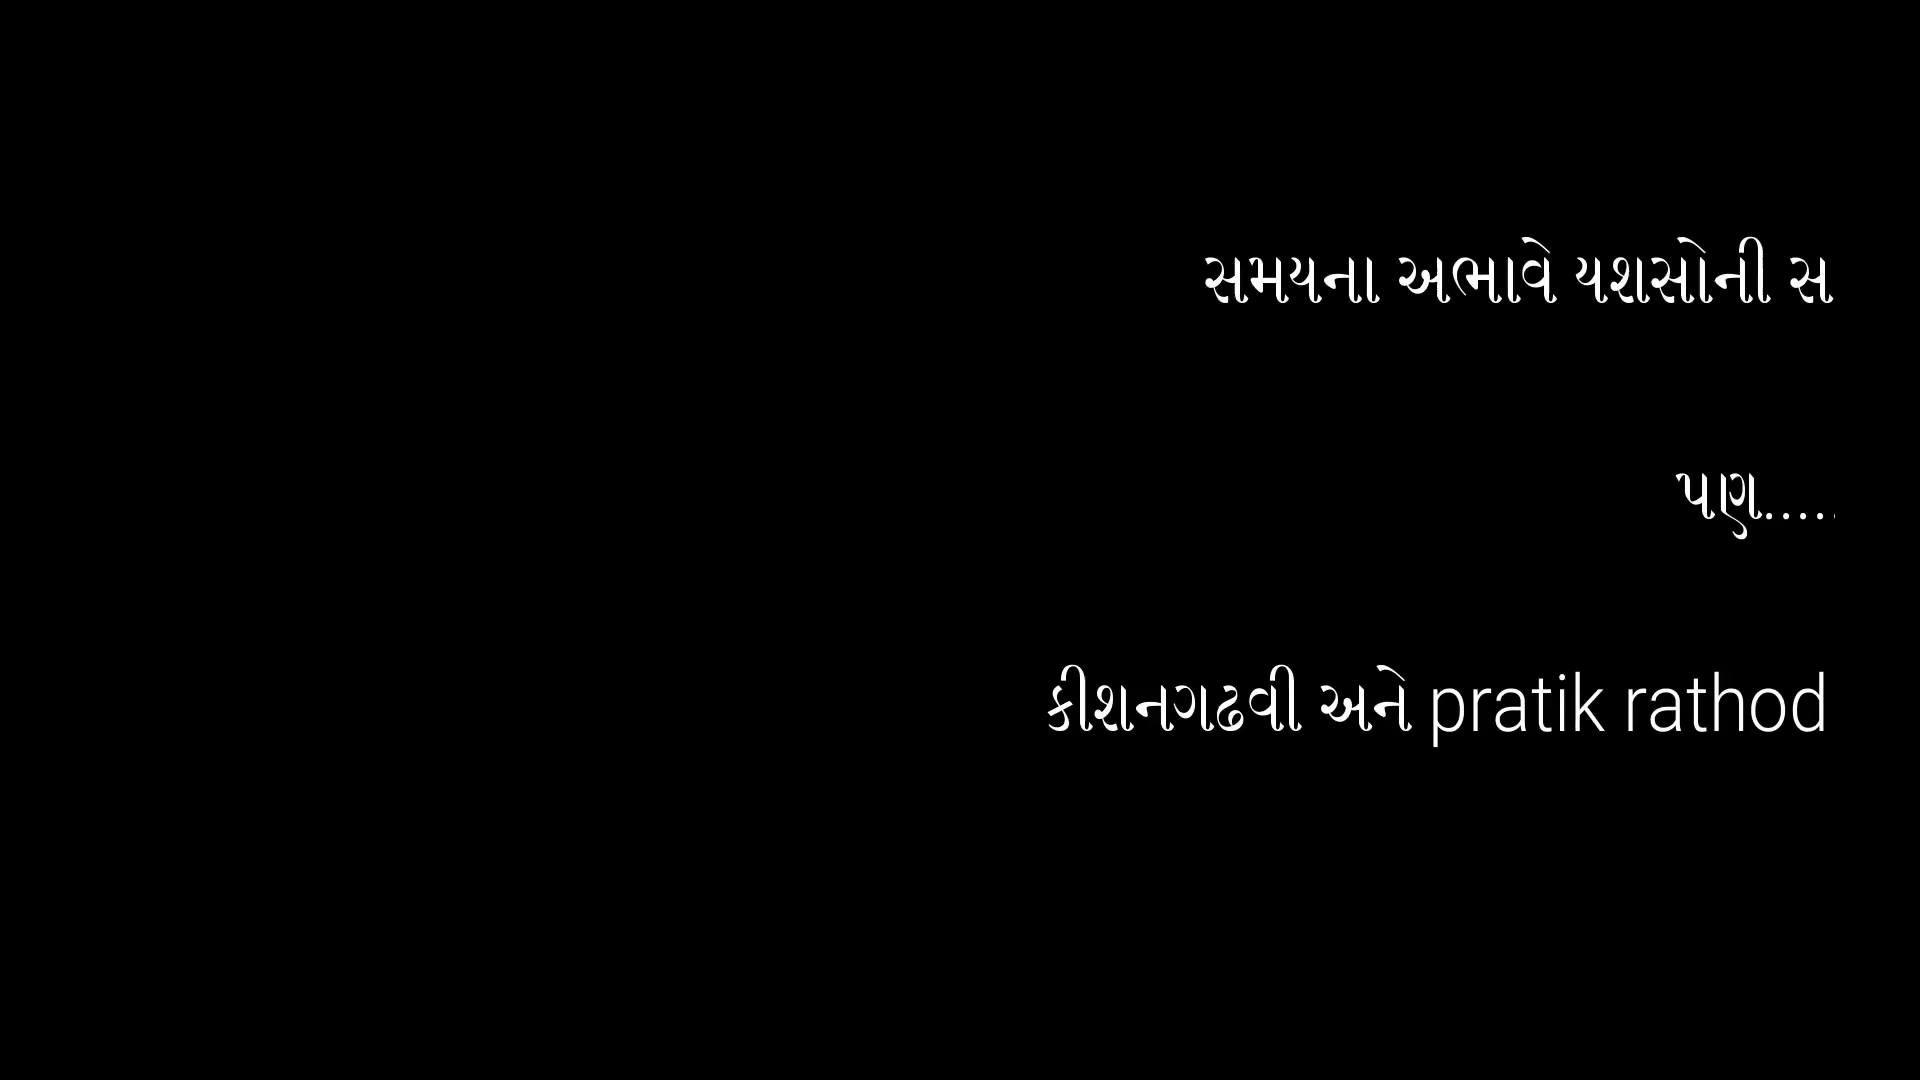 સમયના અભાવે યશસોની સ
પણ.....
કીશનગઢવી અને pratik rathod